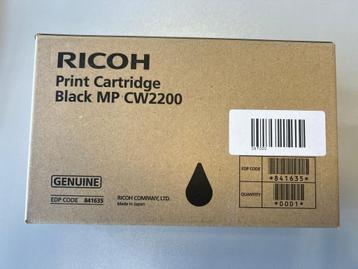 RICOH
Print Cartridge
Black MP CW2200
GENUINE
EDP CODE 841635
RICOH COMPANY, LTD.
Made in Japan
EDP CODE
*841635*
QUANTITY
*0001*